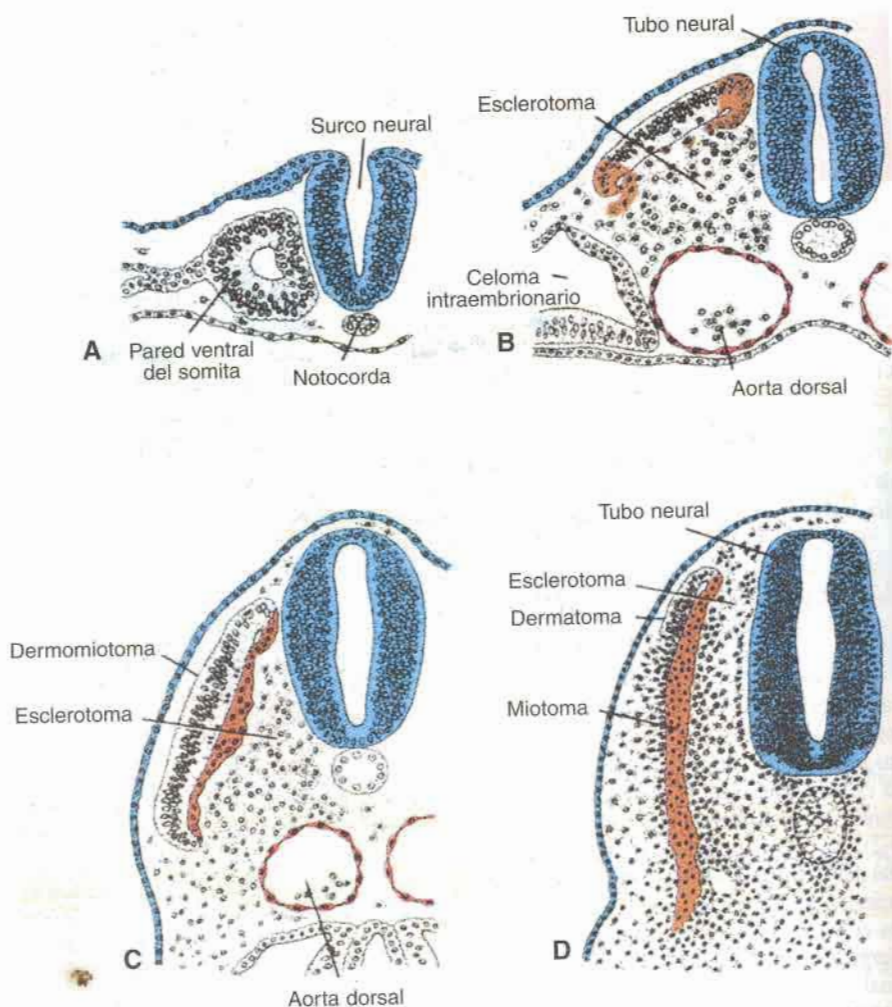 Surco neural
A
Pared ventral
del somita
Notocorda
Tubo neural
Esclerotoma
Celoma
intraembrionario
B
Aorta dorsal
Dermomiotoma
Esclerotoma
C
Aorta dorsal
Tubo neural
Esclerotoma
Dermatoma
Miotoma
D